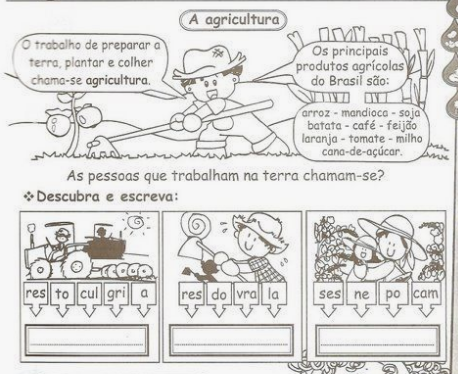 A agricultura
O trabalho de preparar a
terra, plantar e colher
chama-se agricultura.
Os principais
produtos agrícolas
do Brasil são:
arroz - mandioca - soja
batata - café - feijão
laranja - tomate - milho
cana-de-açúcar.
As pessoas que trabalham na terra chamam-se?
❖Descubra e escreva:
res to cul gri a
res do vra la
ses ne po cam